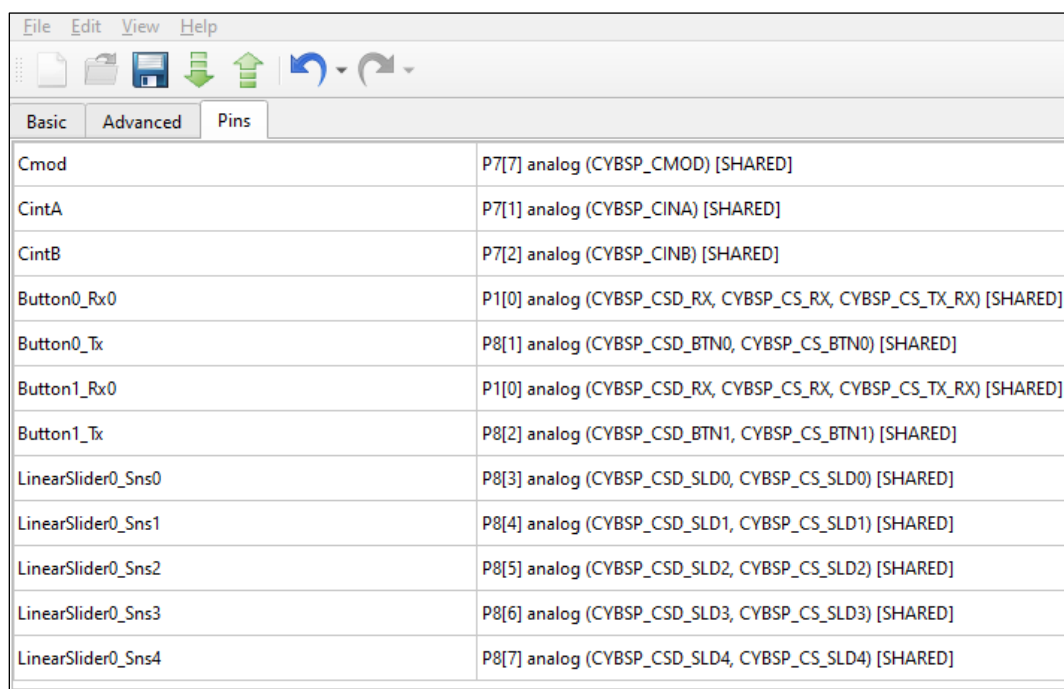 File Edit View Help
Basic Advanced Pins
Cmod P7[7] analog (CYBSP_CMOD) [SHARED]
CintA P7[1] analog (CYBSP_CINA) [SHARED]
CintB P7[2] analog (CYBSP_CINB) [SHARED]
Button0_Rx0 P1[0] analog (CYBSP_CSD_RX, CYBSP_CS_RX, CYBSP_CS_TX_RX) [SHARED]
Button0_Tx P8[1] analog (CYBSP_CSD_BTN0, CYBSP_CS_BTN0) [SHARED]
Button1_Rx0 P1[0] analog (CYBSP_CSD_RX, CYBSP_CS_RX, CYBSP_CS_TX_RX) [SHARED]
Button1_Tx P8[2] analog (CYBSP_CSD_BTN1, CYBSP_CS_BTN1) [SHARED]
LinearSlider0_Sns0 P8[3] analog (CYBSP_CSD_SLD0, CYBSP_CS_SLD0) [SHARED]
LinearSlider0_Sns1 P8[4] analog (CYBSP_CSD_SLD1, CYBSP_CS_SLD1) [SHARED]
LinearSlider0_Sns2 P8[5] analog (CYBSP_CSD_SLD2, CYBSP_CS_SLD2) [SHARED]
LinearSlider0_Sns3 P8[6] analog (CYBSP_CSD_SLD3, CYBSP_CS_SLD3) [SHARED]
LinearSlider0_Sns4 P8[7] analog (CYBSP_CSD_SLD4, CYBSP_CS_SLD4) [SHARED]